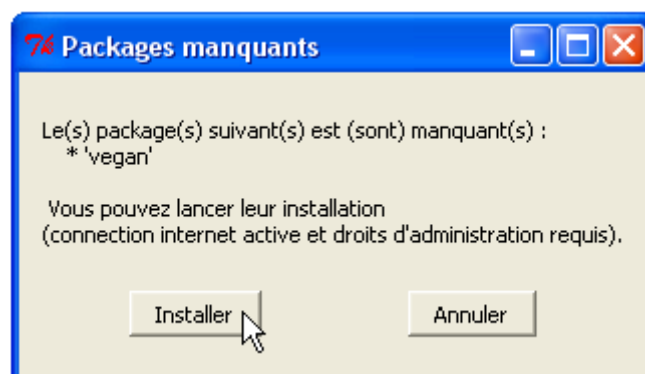 7k Packages manquants
Le(s) package(s) suivant(s) est (sont) manquant(s) :
* 'vegan'
Vous pouvez lancer leur installation
(connection internet active et droits d'administration requis).
Installer
Annuler